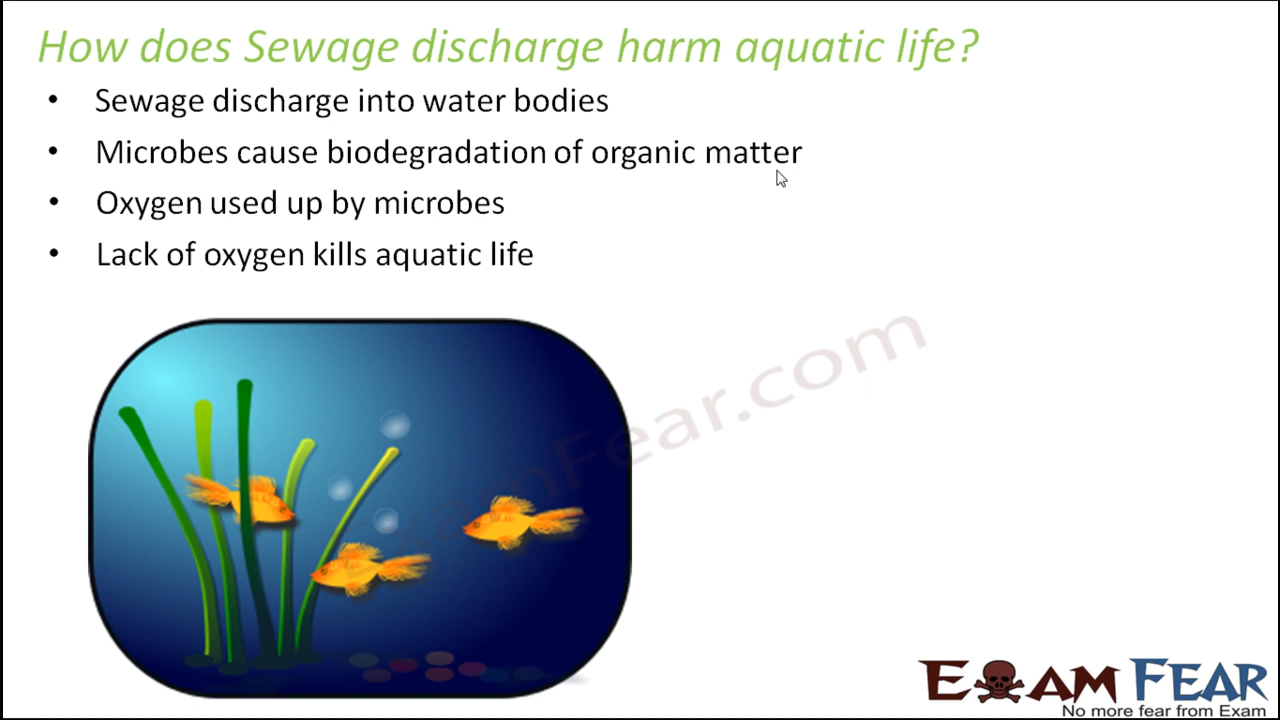 How does Sewage discharge harm aquatic life?
• Sewage discharge into water bodies
• Microbes cause biodegradation of organic matter
• Oxygen used up by microbes
• Lack of oxygen kills aquatic life
ExamFear.com
EXAM FEAR
No more fear from Exam